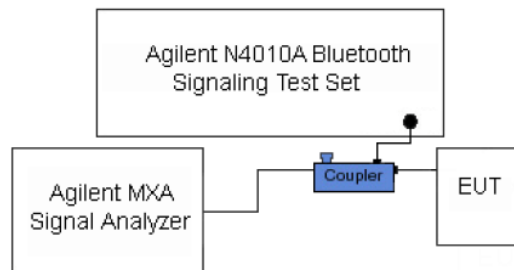 Agilent N4010A Bluetooth
Signaling Test Set
Coupler
Agilent MXA
Signal Analyzer
EUT